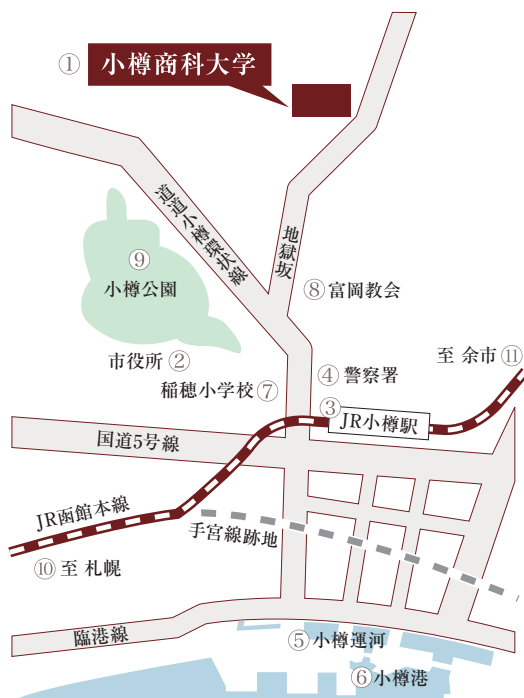 ① 小樽商科大学
道道小樽環状線
地獄坂
⑨
小樽公園
⑧ 富岡教会
市役所 ②
至 余市 ⑪
④ 警察署
稲穂小学校 ⑦
③
JR小樽駅
国道5号線
JR函館本線
手宮線跡地
⑩ 至 札幌
臨港線
⑤ 小樽運河
⑥ 小樽港